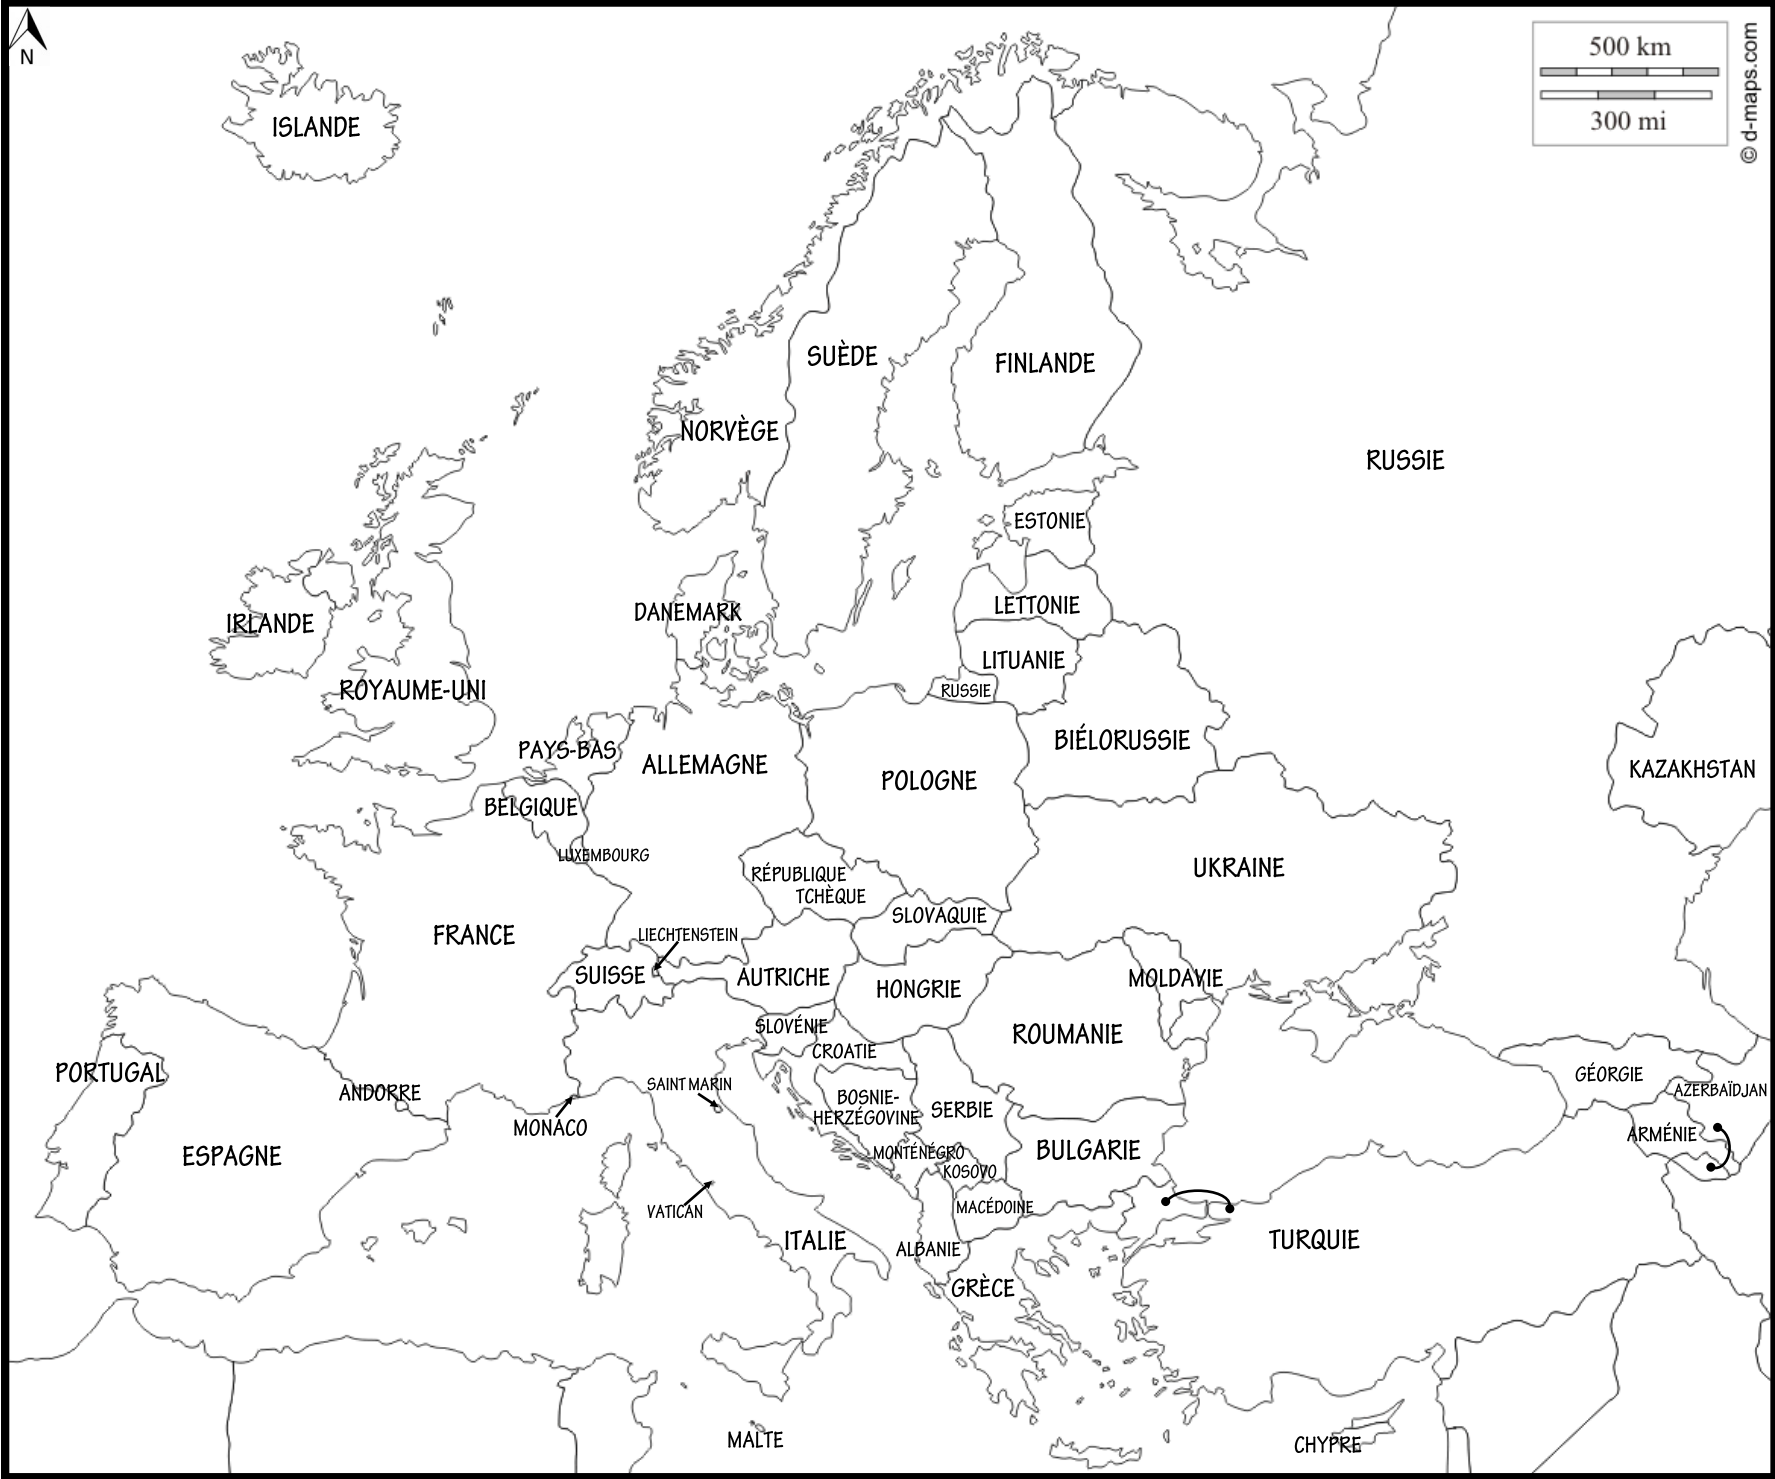 N
500 km
300 mi
© d-maps.com
ISLANDE
SUÈDE
FINLANDE
NORVÈGE
RUSSIE
ESTONIE
LETTONIE
DANEMARK
IRLANDE
LITUANIE
RUSSIE
ROYAUME-UNI
BIÉLORUSSIE
PAYS-BAS
ALLEMAGNE
POLOGNE
KAZAKHSTAN
BELGIQUE
LUXEMBOURG
UKRAINE
RÉPUBLIQUE
TCHÈQUE
SLOVAQUIE
FRANCE
LIECHTENSTEIN
SUISSE
AUTRICHE
HONGRIE
MOLDAVIE
SLOVÉNIE
ROUMANIE
CROATIE
PORTUGAL
ANDORRE
SAINT MARIN
BOSNIE-
HERZÉGOVINE
SERBIE
GÉORGIE
AZERBAÏDJAN
MONACO
ARMÉNIE
ESPAGNE
MONTÉNÉGRO
KOSOVO
BULGARIE
VATICAN
MACÉDOINE
ITALIE
ALBANIE
TURQUIE
GRÈCE
MALTE
CHYPRE